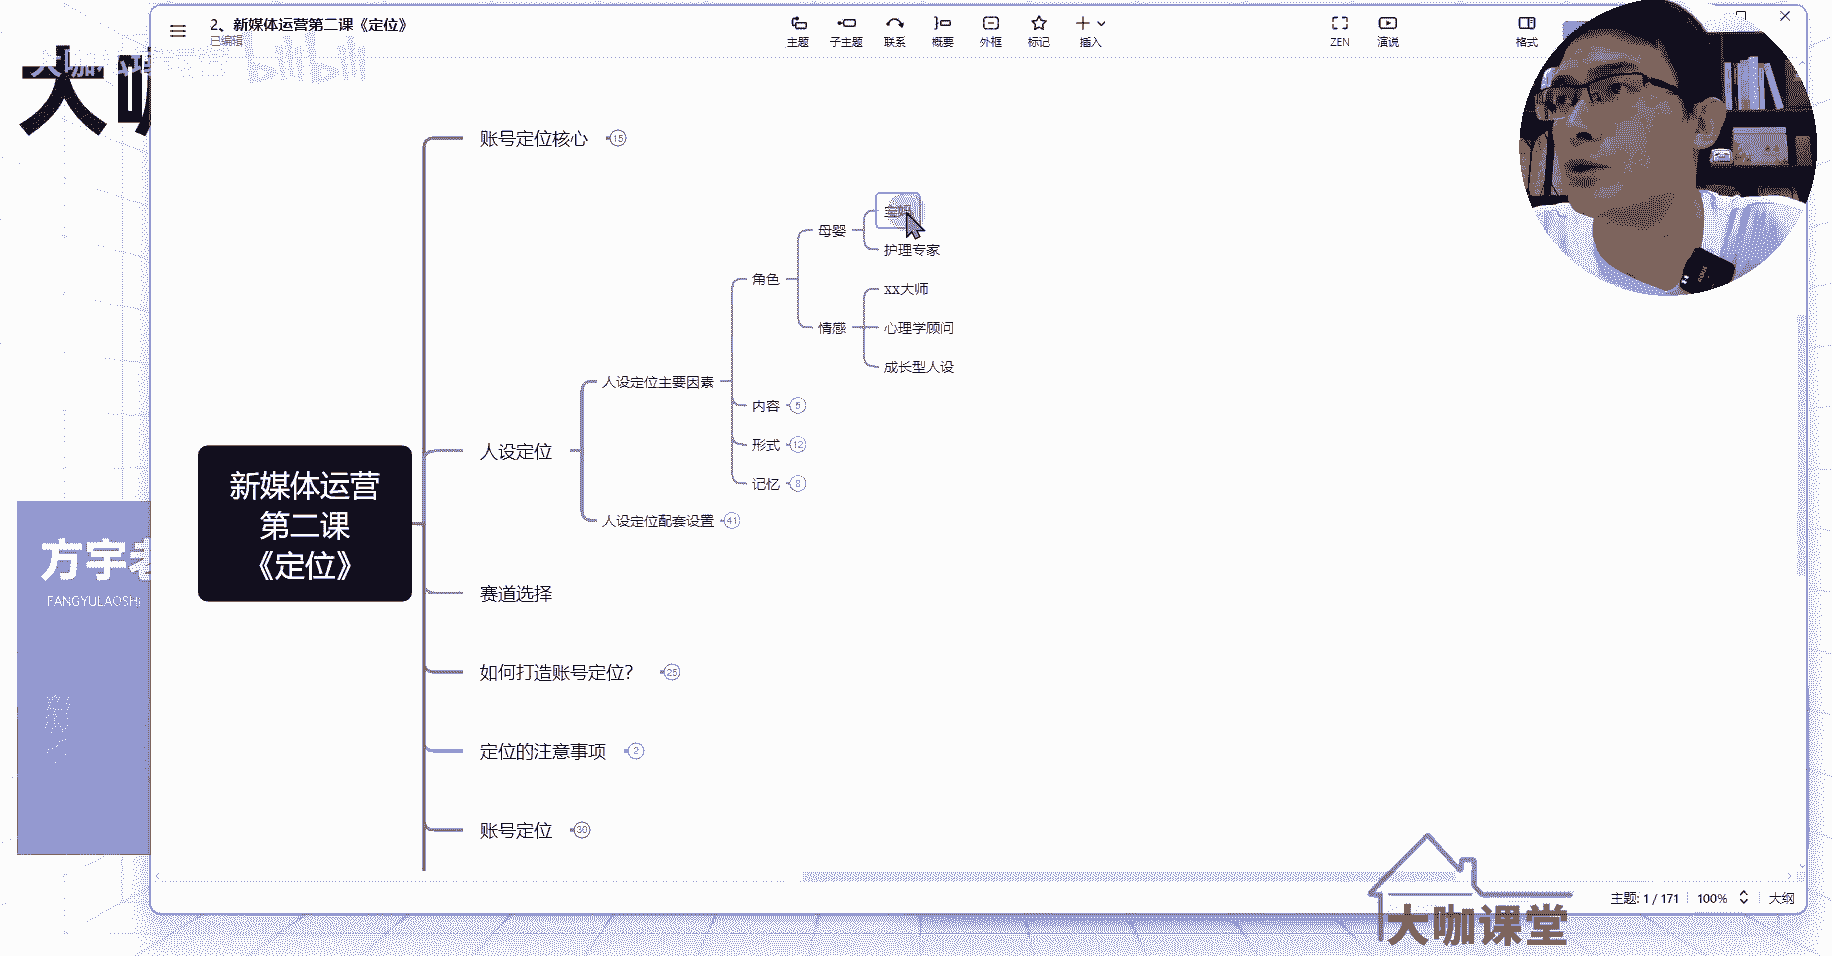 2、新媒体运营第二课《定位》
已编辑
主题
子主题
联系
概要
外框
标记
插入
ZEN
演说
格式
bilibili
账号定位核心
15
宝妈
母婴
护理专家
角色
xx大师
情感
心理学顾问
成长型人设
人设定位主要因素
内容
5
人设定位
形式
12
记忆
8
人设定位配套设置
41
新媒体运营
第二课
《定位》
赛道选择
如何打造账号定位？
25
定位的注意事项
2
账号定位
30
方宇老
FANGYULAOSHI
主题: 1 / 171
100%
大纲
大咖课堂